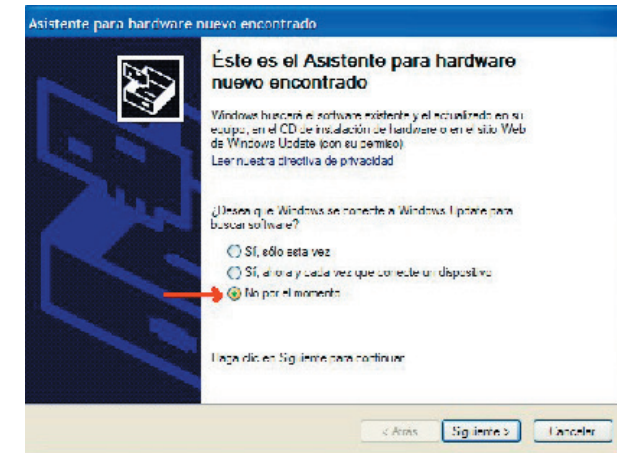 Asistente para hardware nuevo encontrado
Éste es el Asistente para hardware
nuevo encontrado
Windows buscará el software existente y el actualizado en su
equipo, en el CD de instalación de hardware o en el sitio Web
de Windows Update (con su permiso)
Leer nuestra directiva de privacidad
¿Desea que Windows se conecte a Windows Update para
buscar software?
Sí, sólo esta vez
Sí, ahora y cada vez que conecte un dispositivo
No por el momento
Haga clic en Siguiente para continuar
< Atrás
Siguiente >
Cancelar